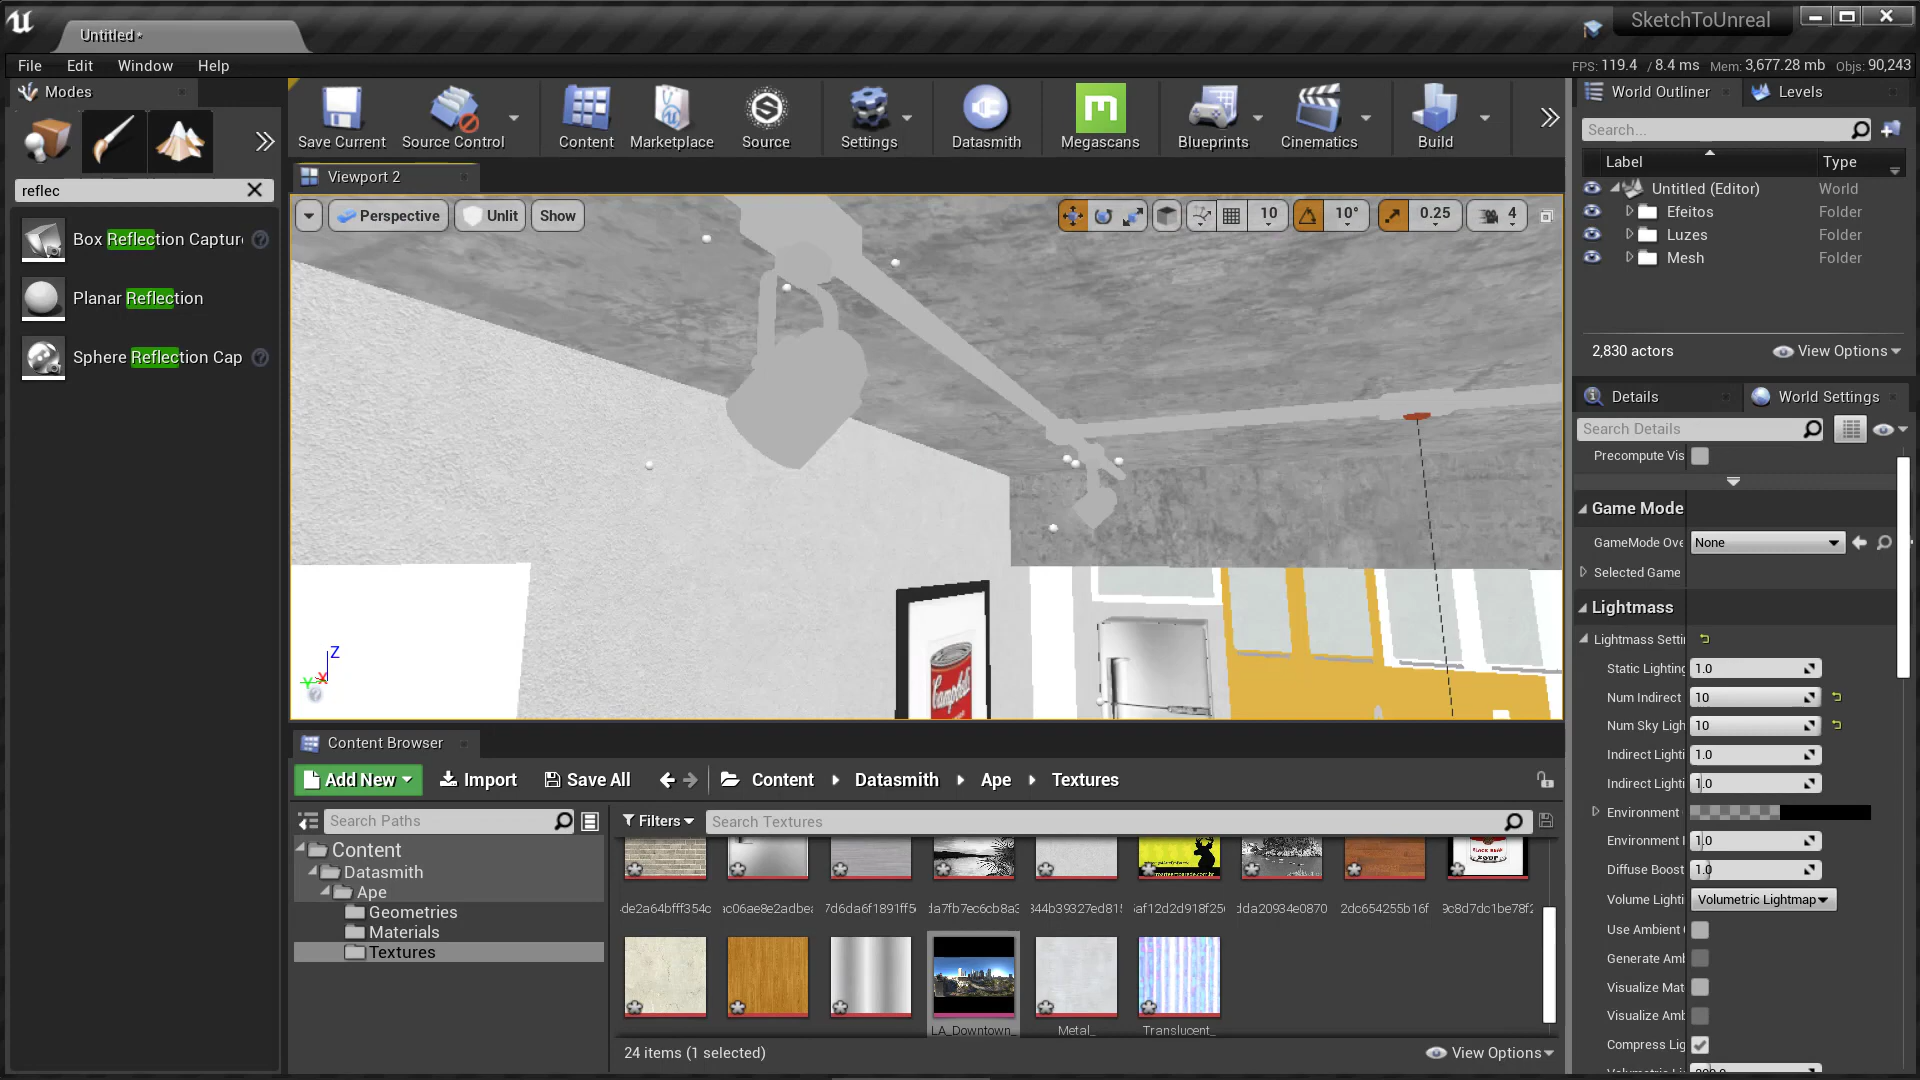 Untitled*
SketchToUnreal
File Edit Window Help
FPS: 119.4 / 8.4 ms Mem: 3,677.28 mb Objs: 90,243
Modes
Save Current
Source Control
Content
Marketplace
Source
Settings
Datasmith
Megascans
Blueprints
Cinematics
Build
World Outliner
Levels
Search...
Label
Type
Untitled (Editor) World
Efeitos Folder
Luzes Folder
Mesh Folder
2,830 actors
View Options
reflec
Box Reflection Capture
Planar Reflection
Sphere Reflection Cap
Viewport 2
Perspective
Unlit
Show
10
10°
0.25
4
Z
Y
X
Campbell's
Details
World Settings
Search Details
Precompute Vis
Game Mode
GameMode Ove None
Selected Game
Lightmass
Lightmass Setti
Static Lighting 1.0
Num Indirect 10
Num Sky Ligh 10
Indirect Lighti 1.0
Indirect Lighti 1.0
Environment
Environment I 1.0
Diffuse Boost 1.0
Volume Lighti Volumetric Lightmap
Use Ambient
Generate Amb
Visualize Mat
Visualize Amb
Compress Lig
Content Browser
Add New
Import
Save All
Content
Datasmith
Ape
Textures
Search Paths
Filters
Search Textures
Content
Datasmith
Ape
Geometries
Materials
Textures
SOUP
LA_Downtown_
Metal_
Translucent_
24 items (1 selected)
View Options